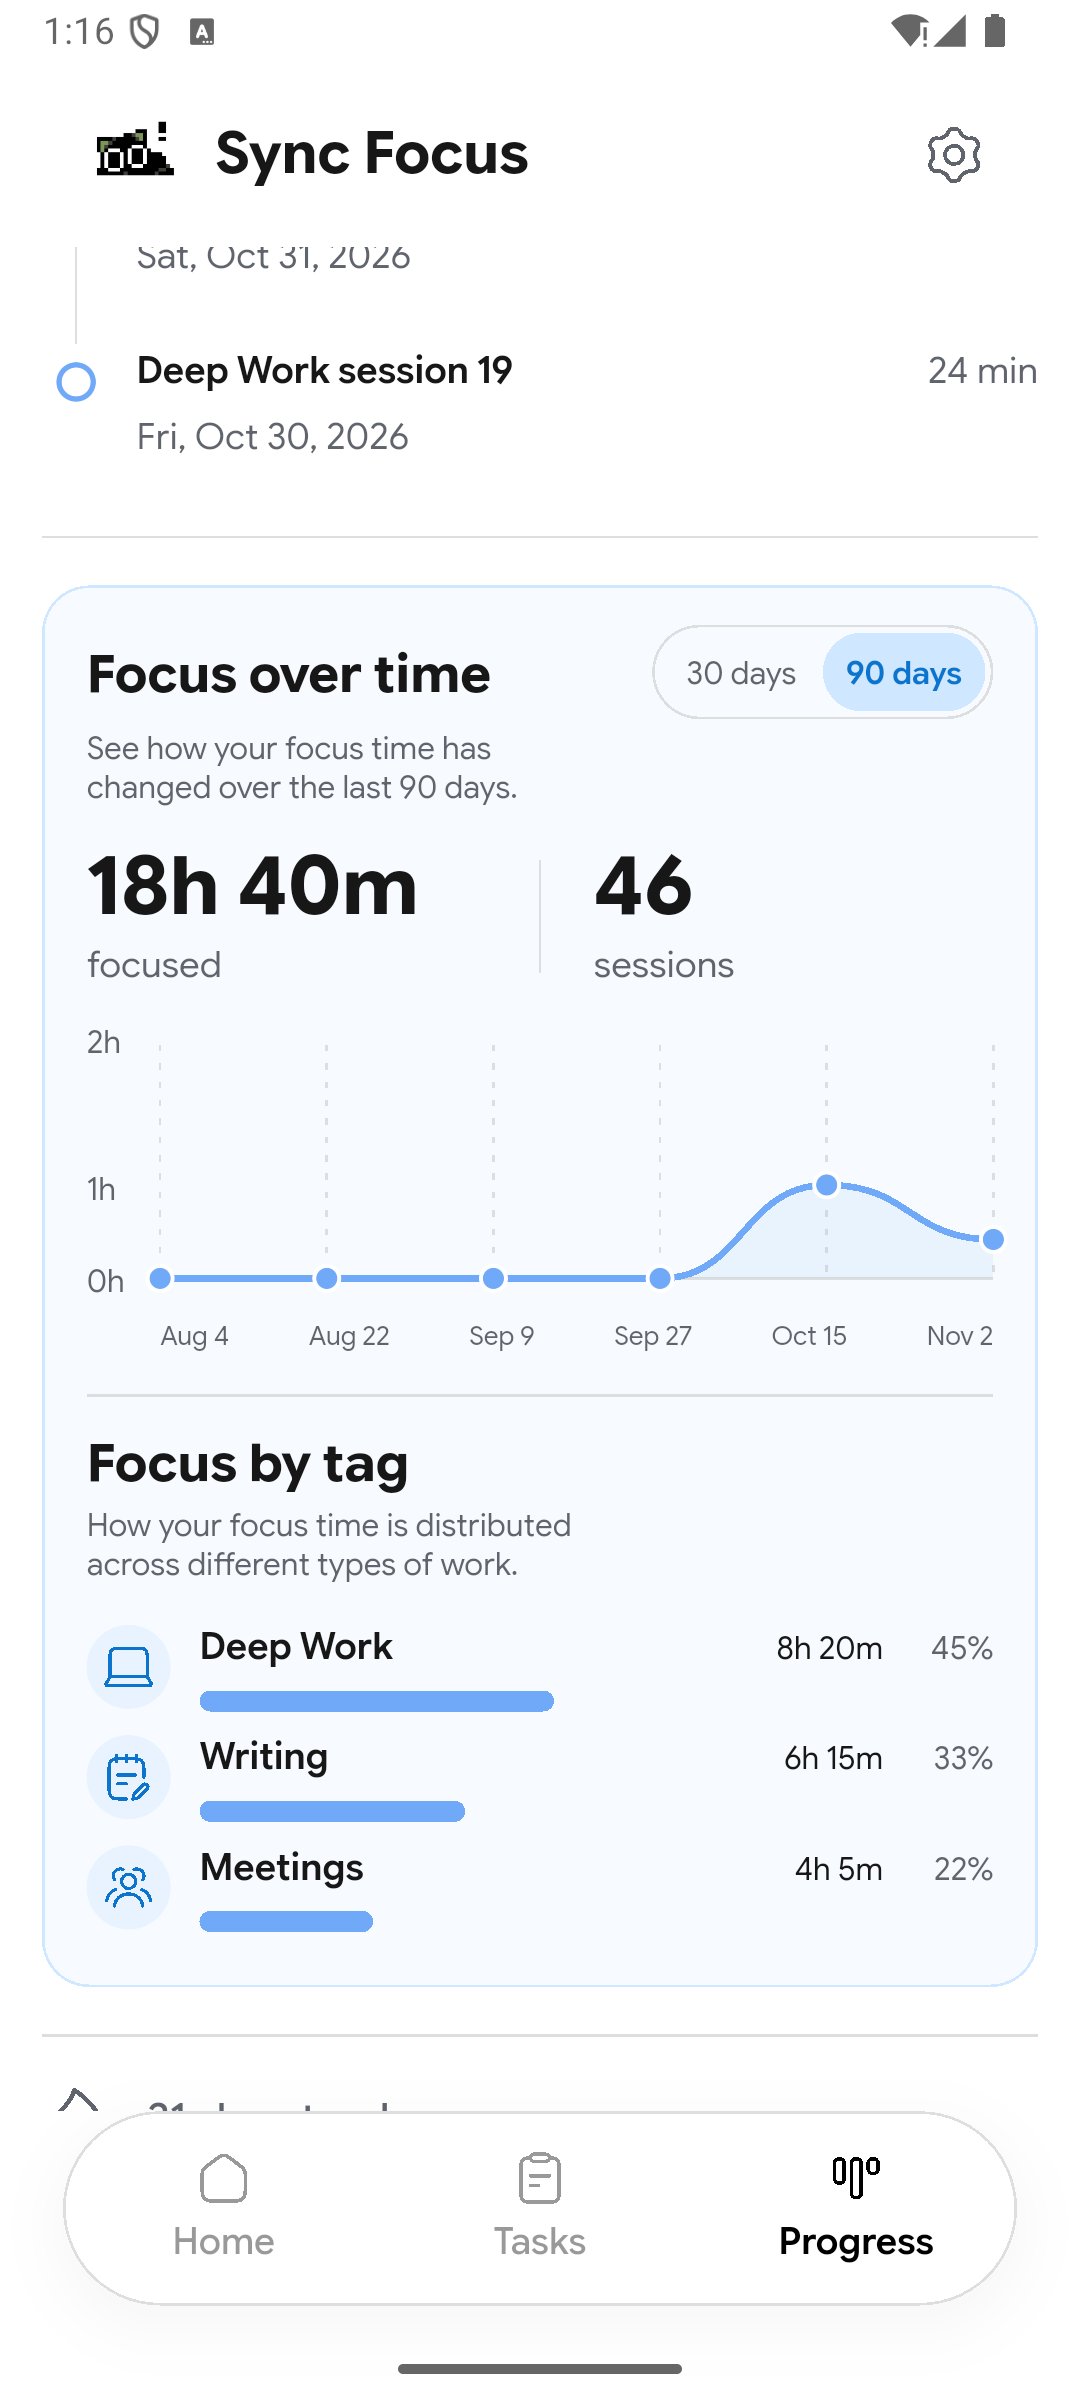 1:16
Sync Focus
Sat, Oct 31, 2026
Deep Work session 19
24 min
Fri, Oct 30, 2026
Focus over time
30 days
90 days
See how your focus time has
changed over the last 90 days.
18h 40m
46
focused
sessions
2h
1h
0h
Aug 4
Aug 22
Sep 9
Sep 27
Oct 15
Nov 2
Focus by tag
How your focus time is distributed
across different types of work.
Deep Work
8h 20m
45%
Writing
6h 15m
33%
Meetings
4h 5m
22%
Home
Tasks
Progress